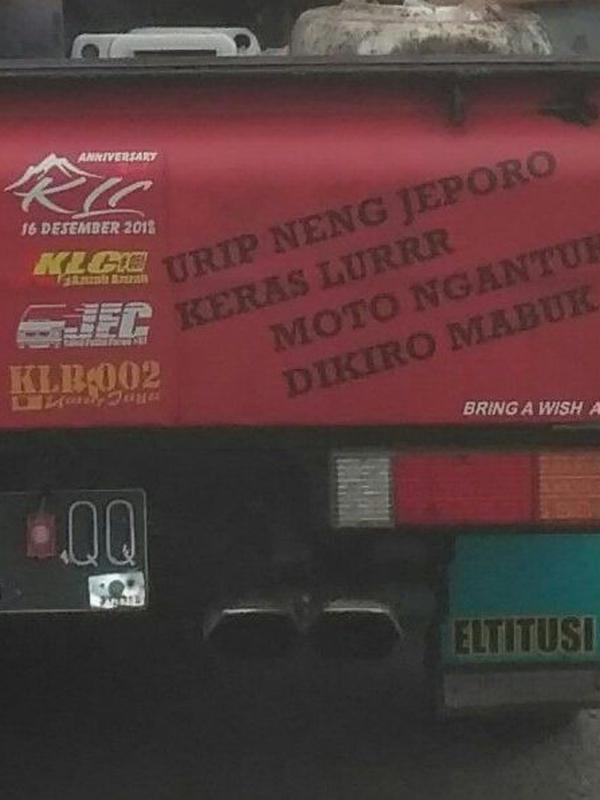 ANNIVERSARY
KLC
16 DESEMBER 2018
KLC
JEC
KLR 002
URIP NENG JEPORO
KERAS LURRR
MOTO NGANTUK
DIKIRO MABUK
BRING A WISH A
QQ
ELTITUSI